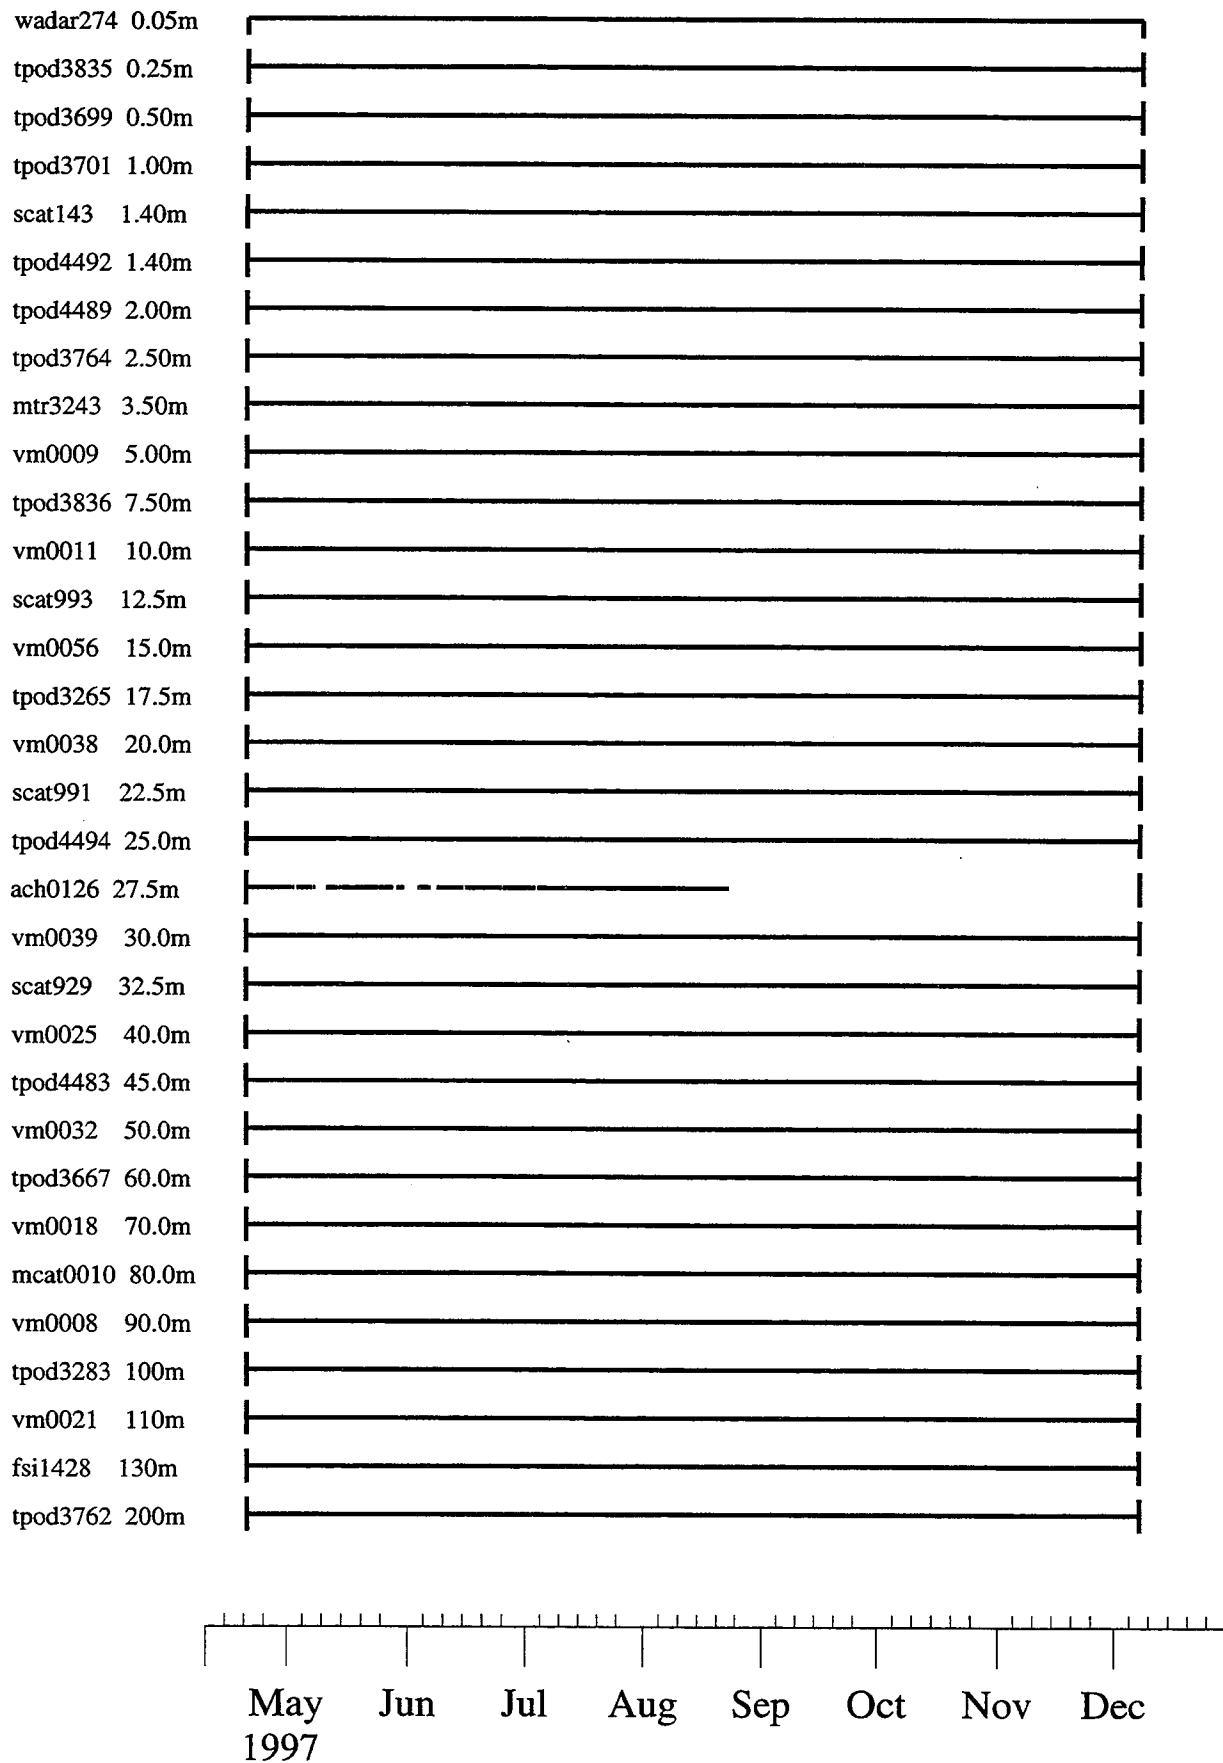 wadar274 0.05m
tpod3835 0.25m
tpod3699 0.50m
tpod3701 1.00m
scat143 1.40m
tpod4492 1.40m
tpod4489 2.00m
tpod3764 2.50m
mtr3243 3.50m
vm0009 5.00m
tpod3836 7.50m
vm0011 10.0m
scat993 12.5m
vm0056 15.0m
tpod3265 17.5m
vm0038 20.0m
scat991 22.5m
tpod4494 25.0m
ach0126 27.5m
vm0039 30.0m
scat929 32.5m
vm0025 40.0m
tpod4483 45.0m
vm0032 50.0m
tpod3667 60.0m
vm0018 70.0m
mcat0010 80.0m
vm0008 90.0m
tpod3283 100m
vm0021 110m
fsi1428 130m
tpod3762 200m
May Jun Jul Aug Sep Oct Nov Dec
1997